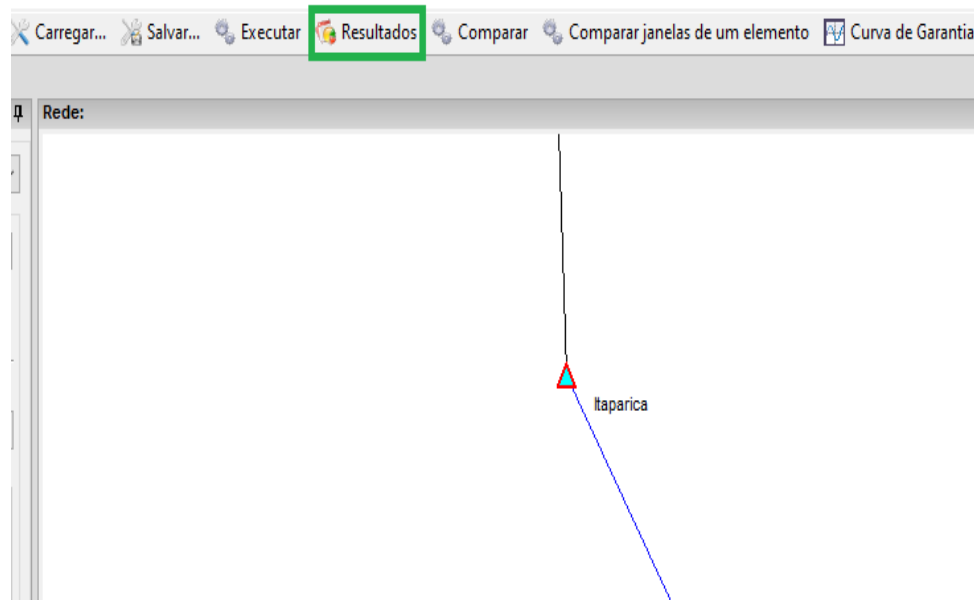 Carregar... Salvar... Executar Resultados Comparar Comparar janelas de um elemento Curva de Garantia
Rede:
Itaparica